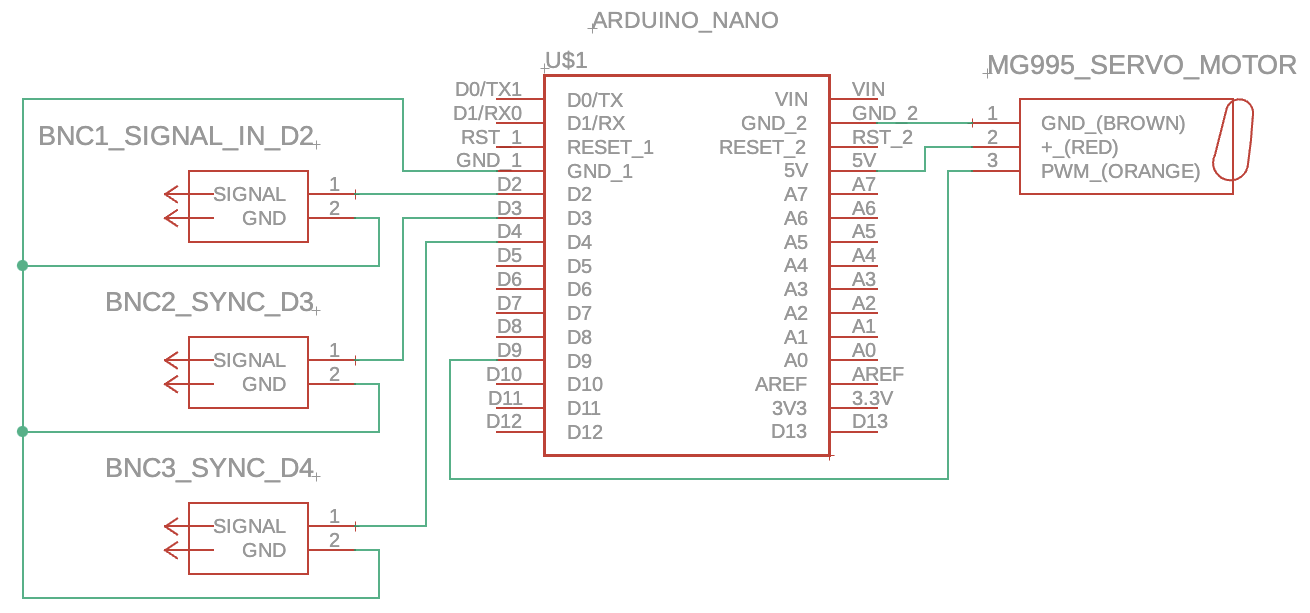 ARDUINO_NANO
U$1
MG995_SERVO_MOTOR
BNC1_SIGNAL_IN_D2
SIGNAL 1
GND 2
BNC2_SYNC_D3
SIGNAL 1
GND 2
BNC3_SYNC_D4
SIGNAL 1
GND 2
D0/TX1 D0/TX VIN VIN
D1/RX0 D1/RX GND_2 GND_2
RST_1 RESET_1 RESET_2 RST_2
GND_1 GND_1 5V 5V
D2 D2 A7 A7
D3 D3 A6 A6
D4 D4 A5 A5
D5 D5 A4 A4
D6 D6 A3 A3
D7 D7 A2 A2
D8 D8 A1 A1
D9 D9 A0 A0
D10 D10 AREF AREF
D11 D11 3V3 3.3V
D12 D12 D13 D13
1 GND_(BROWN)
2 +_(RED)
3 PWM_(ORANGE)